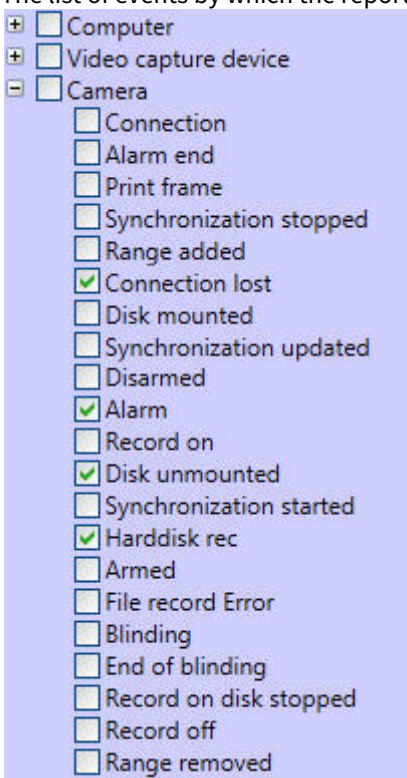 The list of events by which the repor
Computer
Video capture device
Camera
Connection
Alarm end
Print frame
Synchronization stopped
Range added
Connection lost
Disk mounted
Synchronization updated
Disarmed
Alarm
Record on
Disk unmounted
Synchronization started
Harddisk rec
Armed
File record Error
Blinding
End of blinding
Record on disk stopped
Record off
Range removed